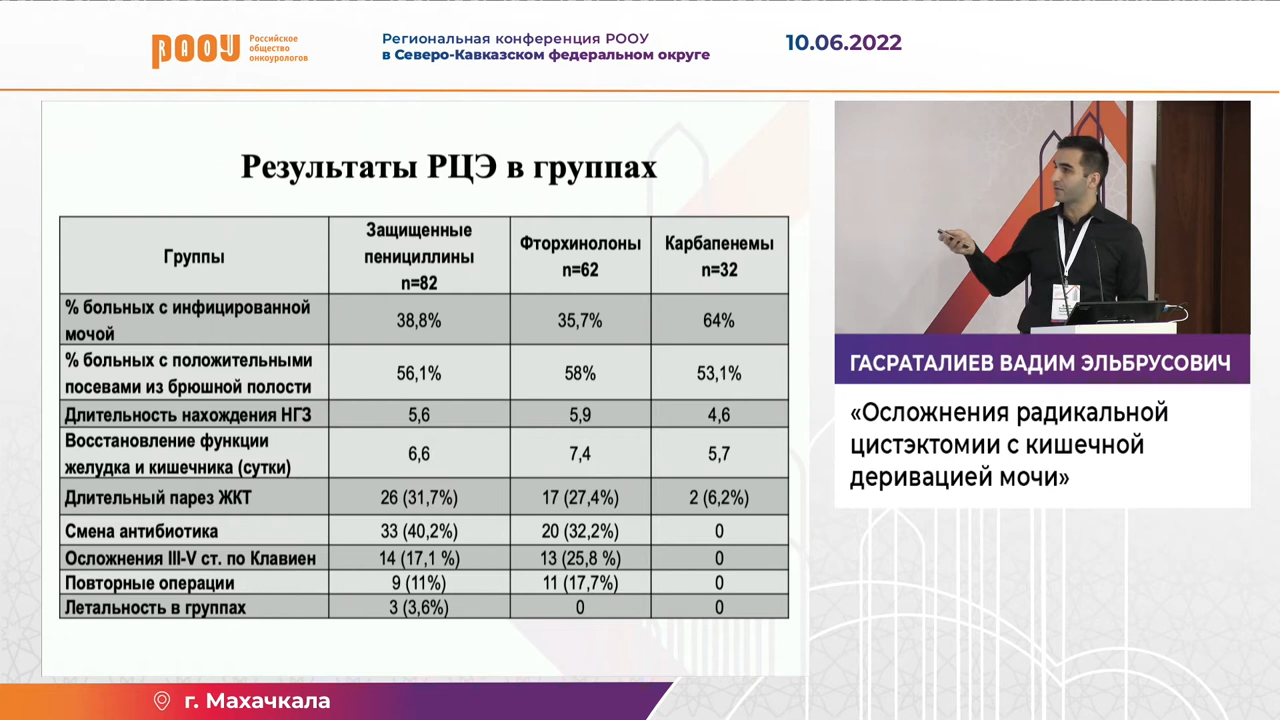 РООУ
RAOU
Российское
общество
онкоурологов
Региональная конференция РООУ
в Северо-Кавказском федеральном округе
10.06.2022
Результаты РЦЭ в группах
Группы
Защищенные
пенициллины
n=82
Фторхинолоны
n=62
Карбапенемы
n=32
% больных с инфицированной
мочой
38,8%
35,7%
64%
% больных с положительными
посевами из брюшной полости
56,1%
58%
53,1%
Длительность нахождения НГЗ
5,6
5,9
4,6
Восстановление функции
желудка и кишечника (сутки)
6,6
7,4
5,7
Длительный парез ЖКТ
26 (31,7%)
17 (27,4%)
2 (6,2%)
Смена антибиотика
33 (40,2%)
20 (32,2%)
0
Осложнения III-V ст. по Клавиен
14 (17,1 %)
13 (25,8 %)
0
Повторные операции
9 (11%)
11 (17,7%)
0
Летальность в группах
3 (3,6%)
0
0
ГАСРАТАЛИЕВ ВАДИМ ЭЛЬБРУСОВИЧ
«Осложнения радикальной
цистэктомии с кишечной
деривацией мочи»
г. Махачкала